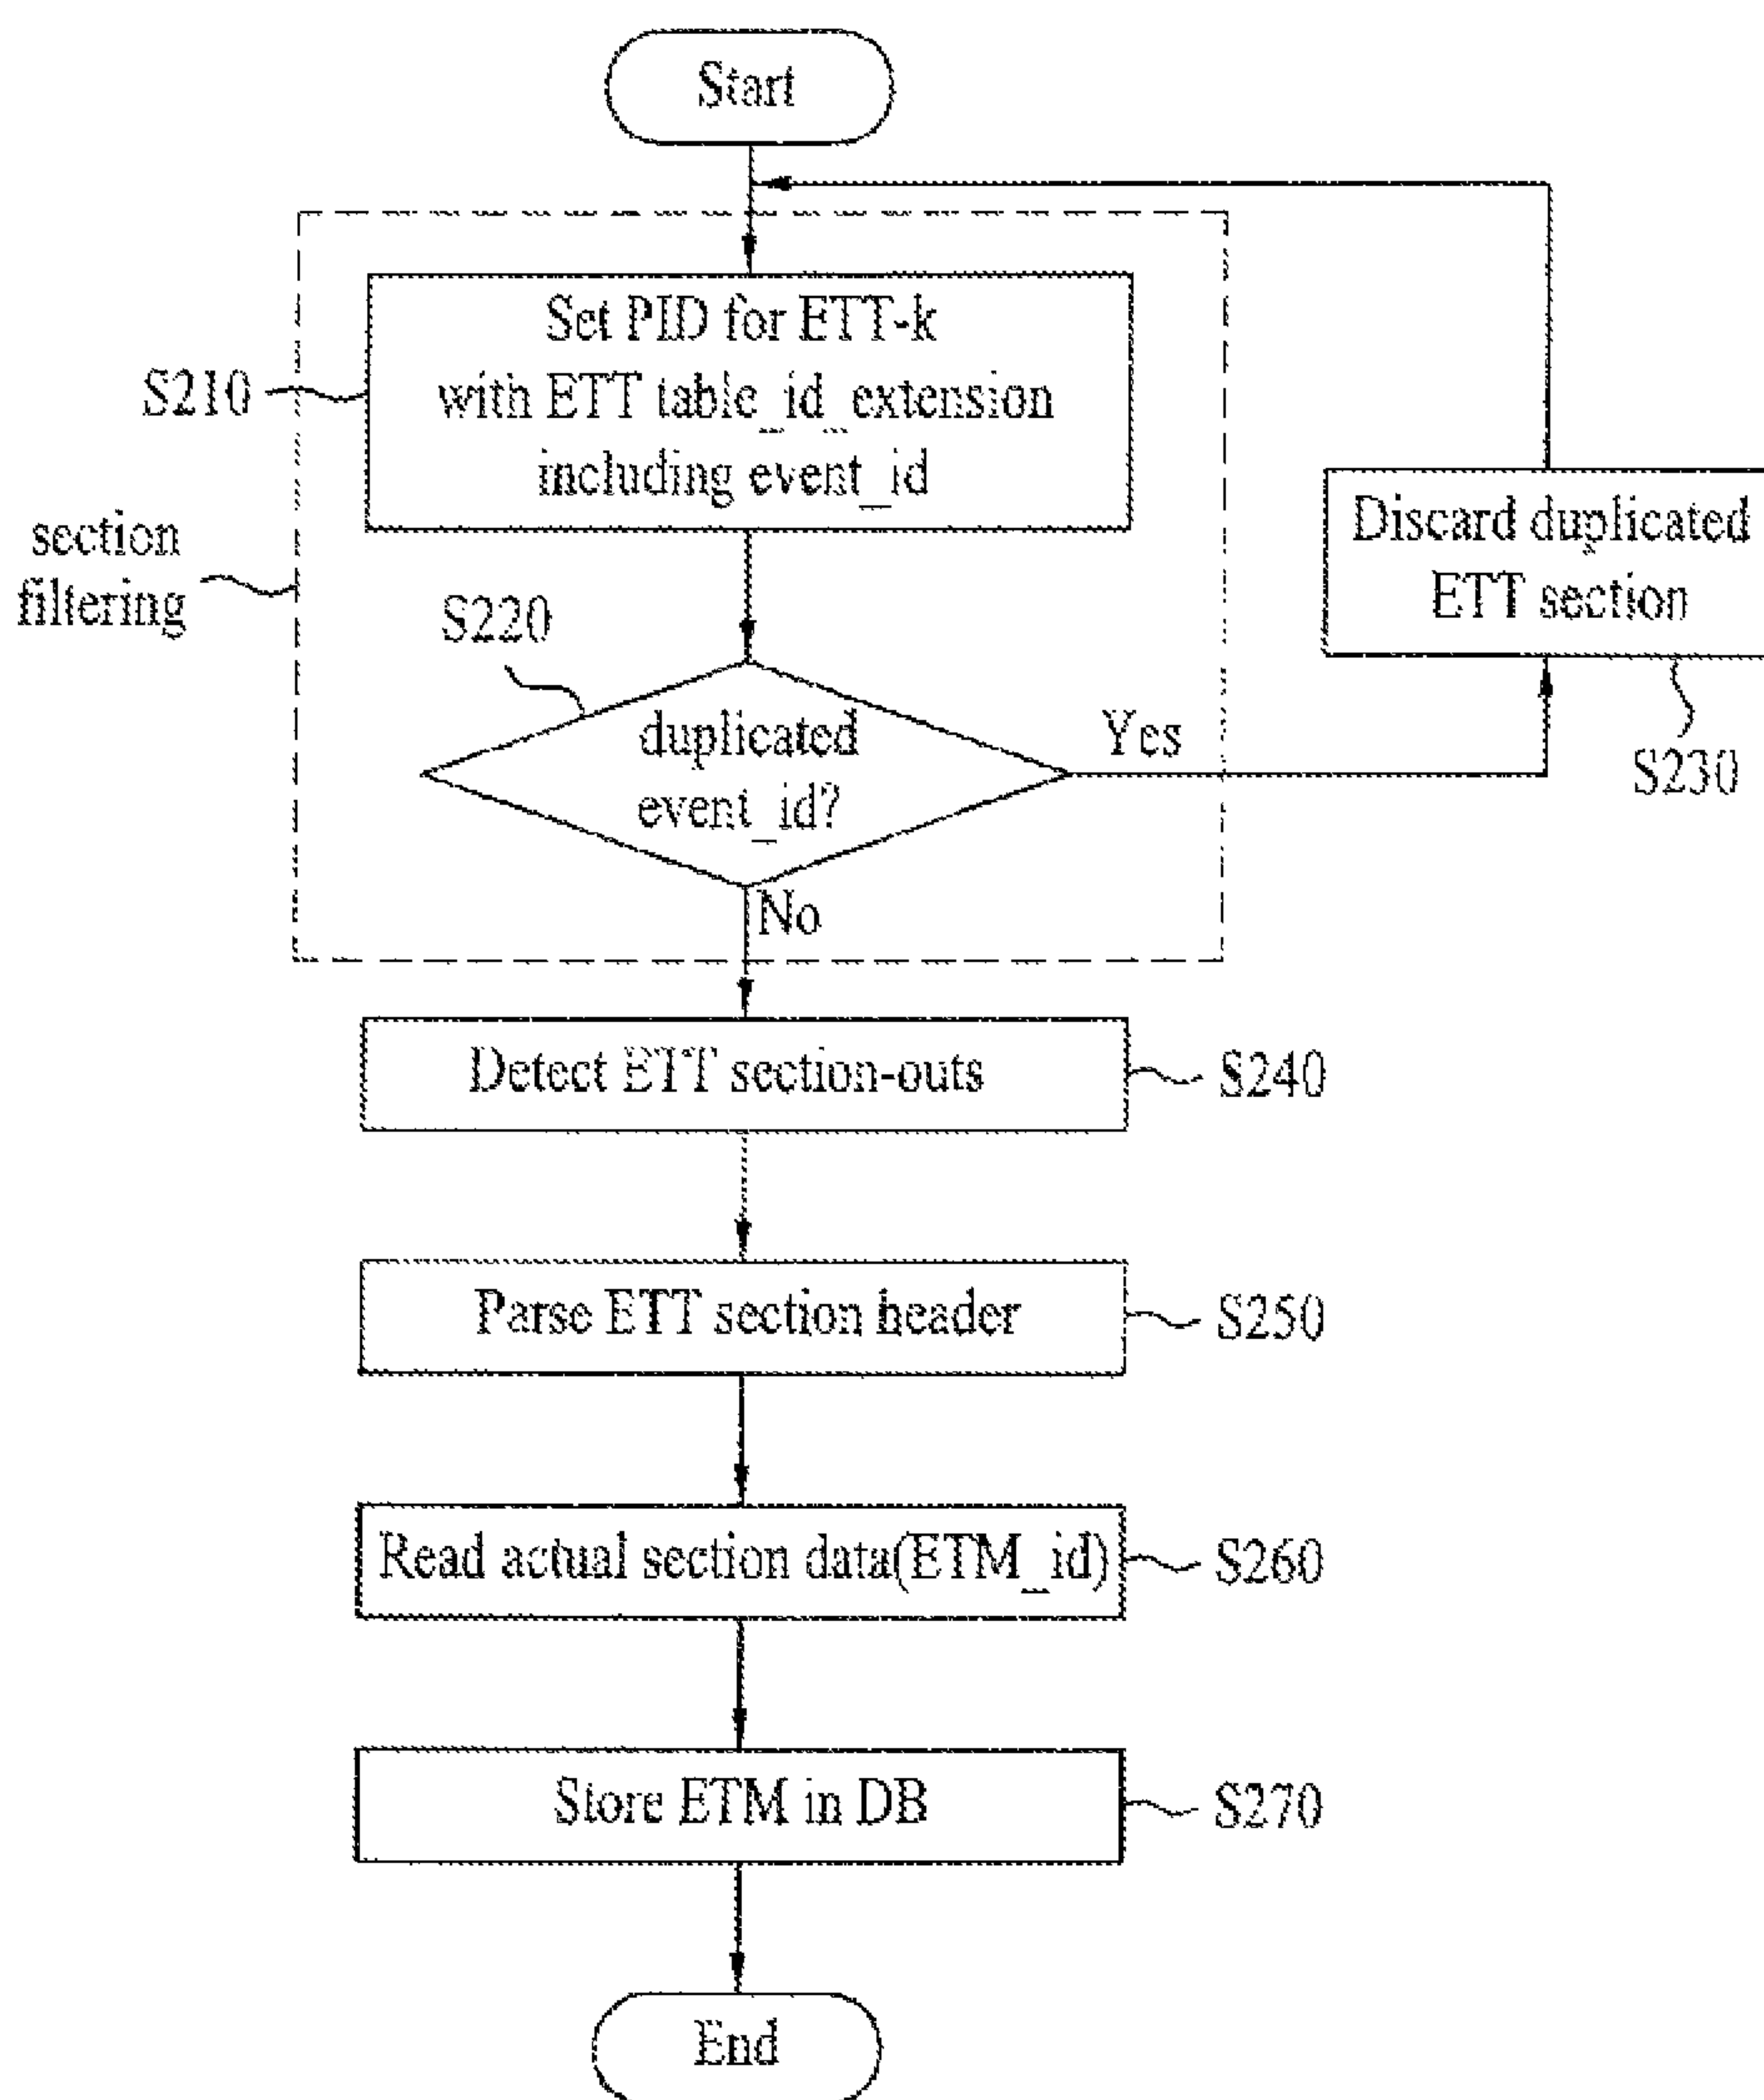 Start
Set PID for ETT-k
with ETT table_id_extension
including event_id
S210
section
filtering
Discard duplicated
ETT section
S230
S220
duplicated
event_id?
Yes
No
Detect ETT section-outs
S240
Parse ETT section header
S250
Read actual section data(ETM_id)
S260
Store ETM in DB
S270
End